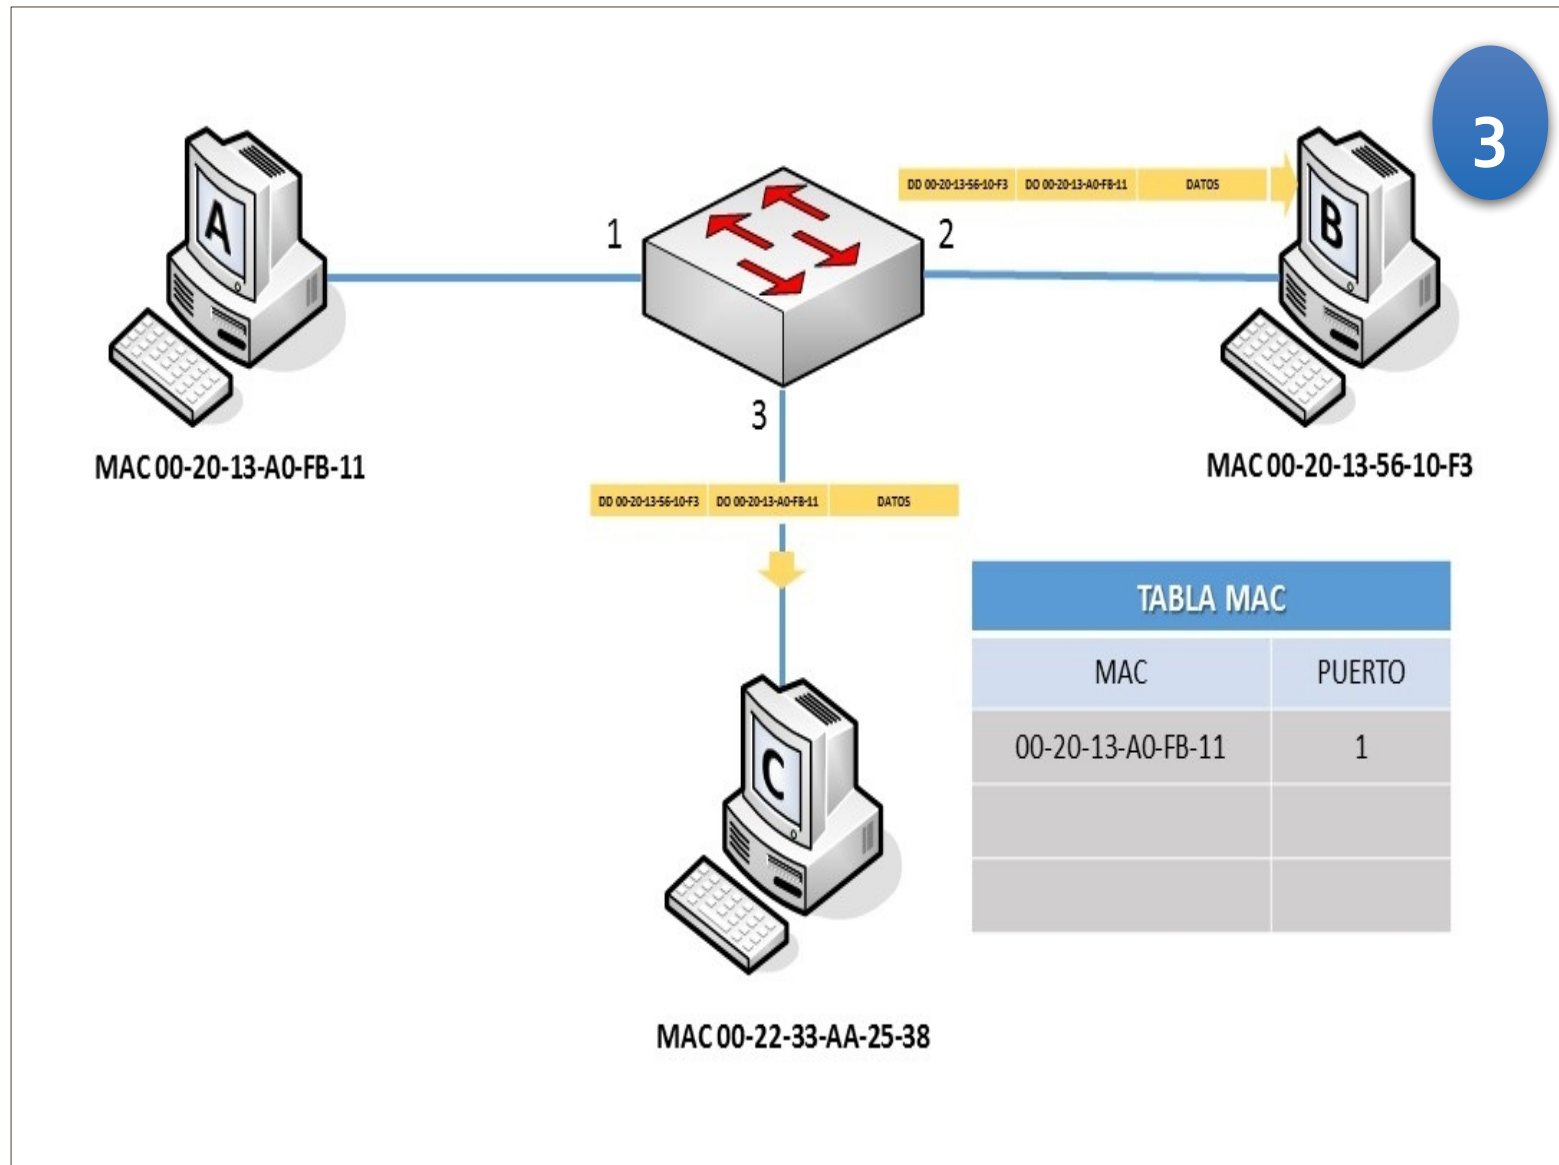 3
DD 00-20-13-56-10-F3 DO 00-20-13-A0-FB-11 DATOS
A
1
2
B
3
MAC 00-20-13-A0-FB-11
MAC 00-20-13-56-10-F3
DD 00-20-13-56-10-F3 DO 00-20-13-A0-FB-11 DATOS
TABLA MAC
MAC PUERTO
00-20-13-A0-FB-11 1
C
MAC 00-22-33-AA-25-38